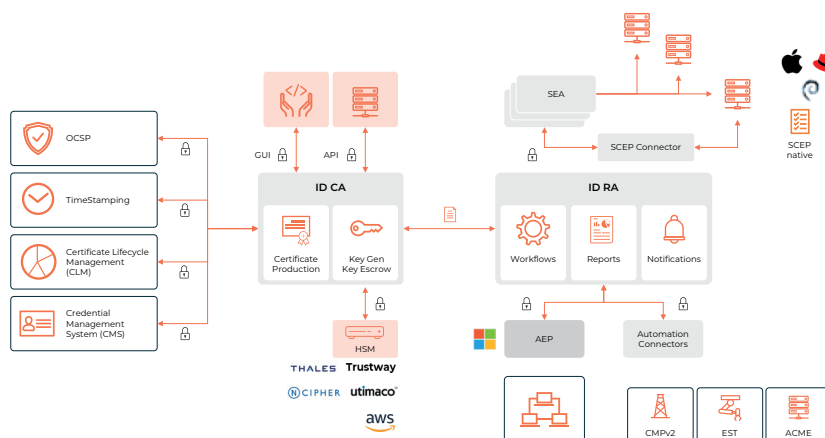 SEA
SCEP Connector
SCEP
native
OCSP
TimeStamping
Certificate Lifecycle
Management
(CLM)
Credential
Management
System (CMS)
GUI
API
ID CA
Certificate
Production
Key Gen
Key Escrow
HSM
THALES
Trustway
NCIPHER
utimaco
aws
ID RA
Workflows
Reports
Notifications
AEP
Automation
Connectors
CMPv2
EST
ACME